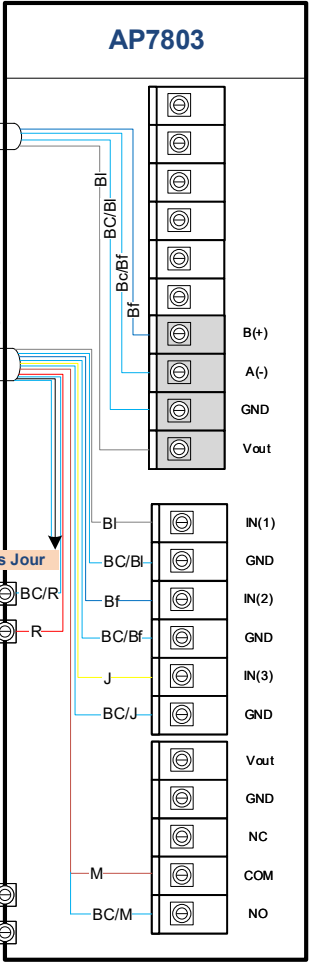 AP7803
Bl
BC/Bl
Bc/Bf
Bf
B(+)
A(-)
GND
Vout
Bl
IN(1)
s Jour
BC/Bl
GND
BC/R
Bf
IN(2)
R
BC/Bf
GND
J
IN(3)
BC/J
GND
Vout
GND
NC
M
COM
BC/M
NO